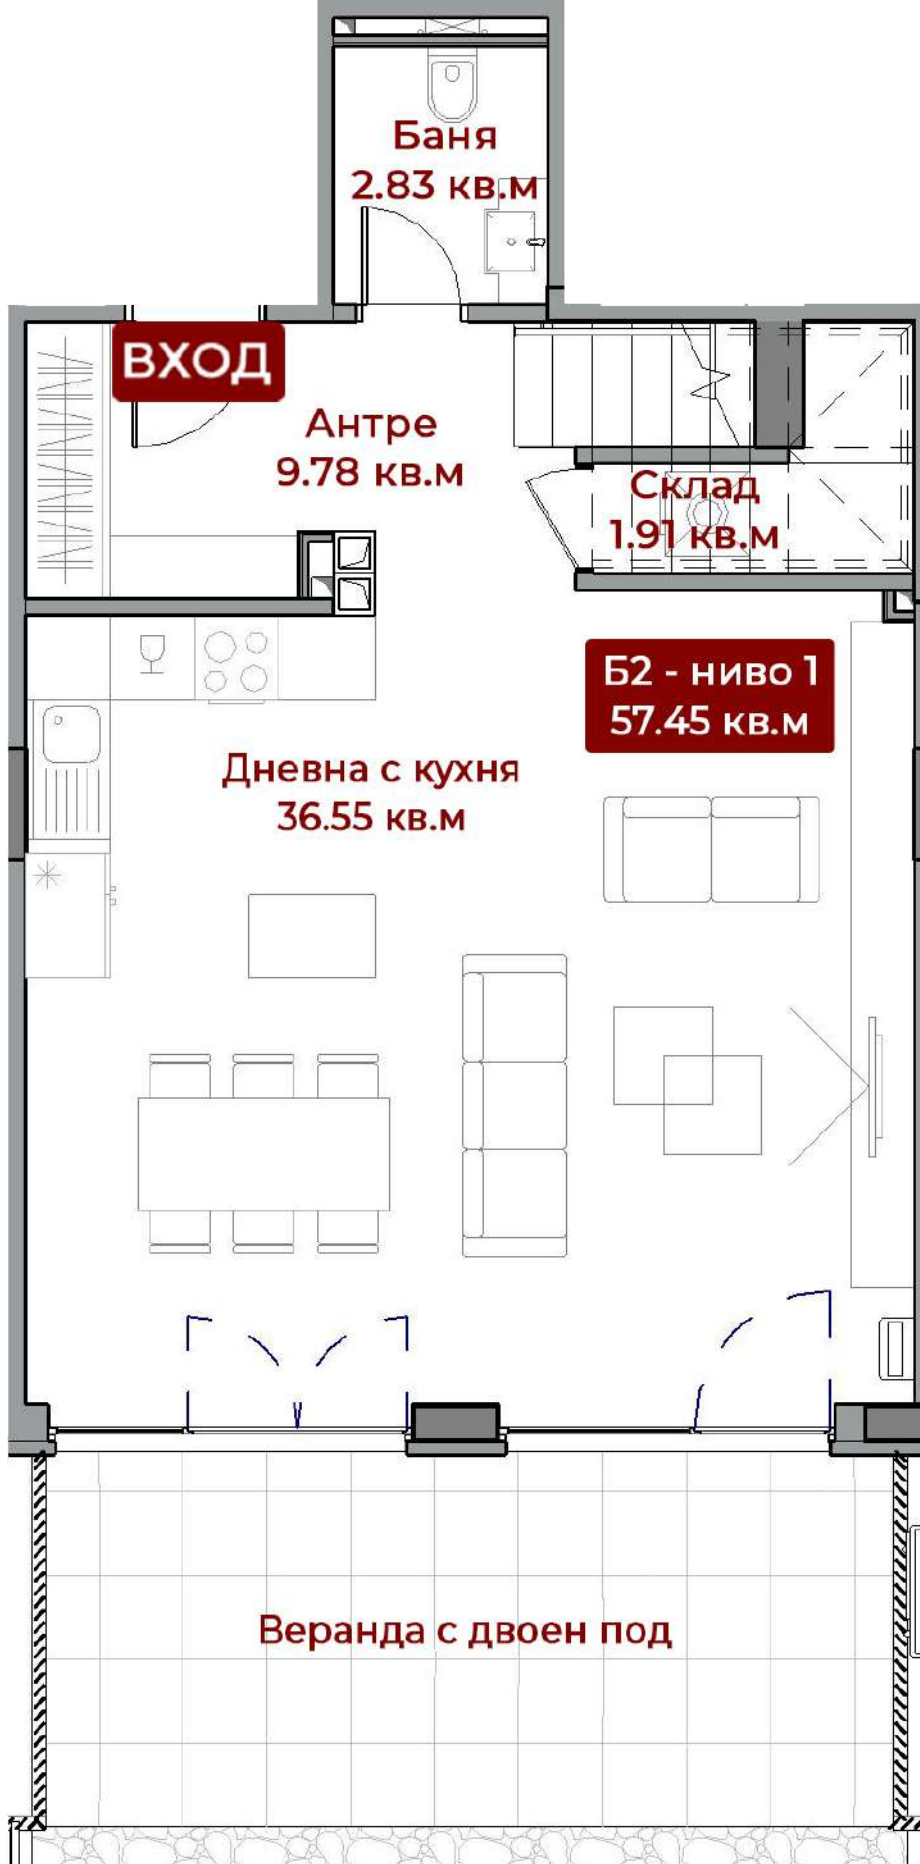 Баня
2.83 кв.м
ВХОД
Антре
9.78 кв.м
Склад
1.91 кв.м
Б2 - ниво 1
57.45 кв.м
Дневна с кухня
36.55 кв.м
Веранда с двоен под